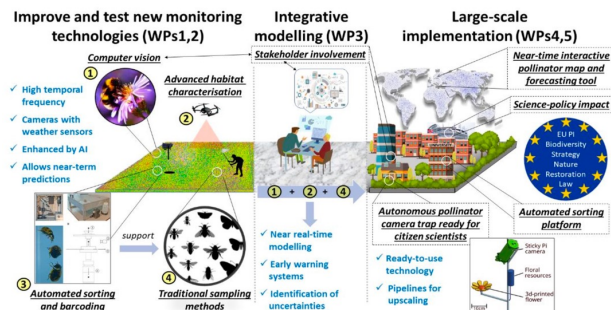 Improve and test new monitoring
technologies (WPs1,2)
Integrative
modelling (WP3)
Large-scale
implementation (WPs4,5)
Computer vision
1
High temporal
frequency
Cameras with
weather sensors
Enhanced by AI
Allows near-term
predictions
Advanced habitat
characterisation
2
Stakeholder involvement
Near-time interactive
pollinator map and
forecasting tool
Science-policy impact
EU PI
Biodiversity
Strategy
Nature
Restoration
Law
1 + 2 + 4
support
3
Automated sorting
and barcoding
4
Traditional sampling
methods
Near real-time
modelling
Early warning
systems
Identification of
uncertainties
Autonomous pollinator
camera trap ready for
citizen scientists
Automated sorting
platform
Ready-to-use
technology
Pipelines for
upscaling
Sticky Pi
camera
Floral
resources
3d-printed
flower